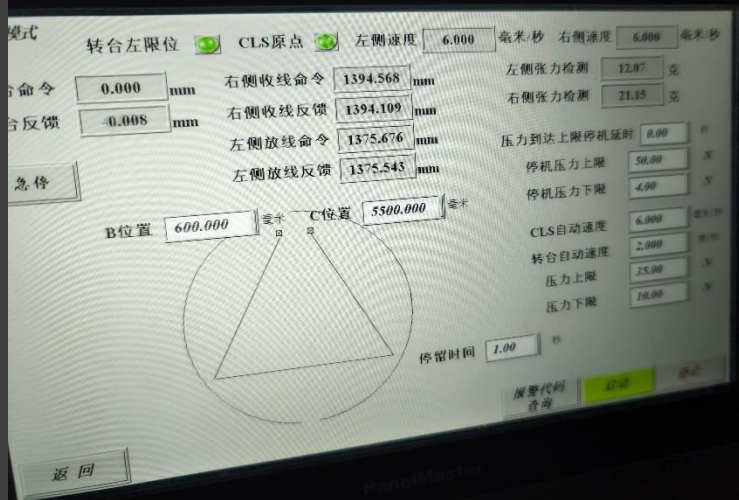 模式
转台左限位 CLS原点 左侧速度 6.000 毫米/秒 右侧速度 6.000 毫米/秒
台命令 0.000 mm 右侧收线命令 1394.568 mm 左侧张力检测 12.07 克
台反馈 -0.008 mm 右侧收线反馈 1394.109 mm 右侧张力检测 21.15 克
左侧放线命令 1375.676 mm 压力到达上限停机延时 0.00 秒
急停 左侧放线反馈 1375.543 mm 停机压力上限 50.00 N
停机压力下限 4.00 N
B位置 600.000 毫米 C位置 5500.000 毫米
CLS自动速度 6.000 毫米/秒
转台自动速度 2.000
压力上限 35.00 N
压力下限 10.00 N
停留时间 1.00 秒
报警代码
查询
启动 停止
返回
PanelMaster